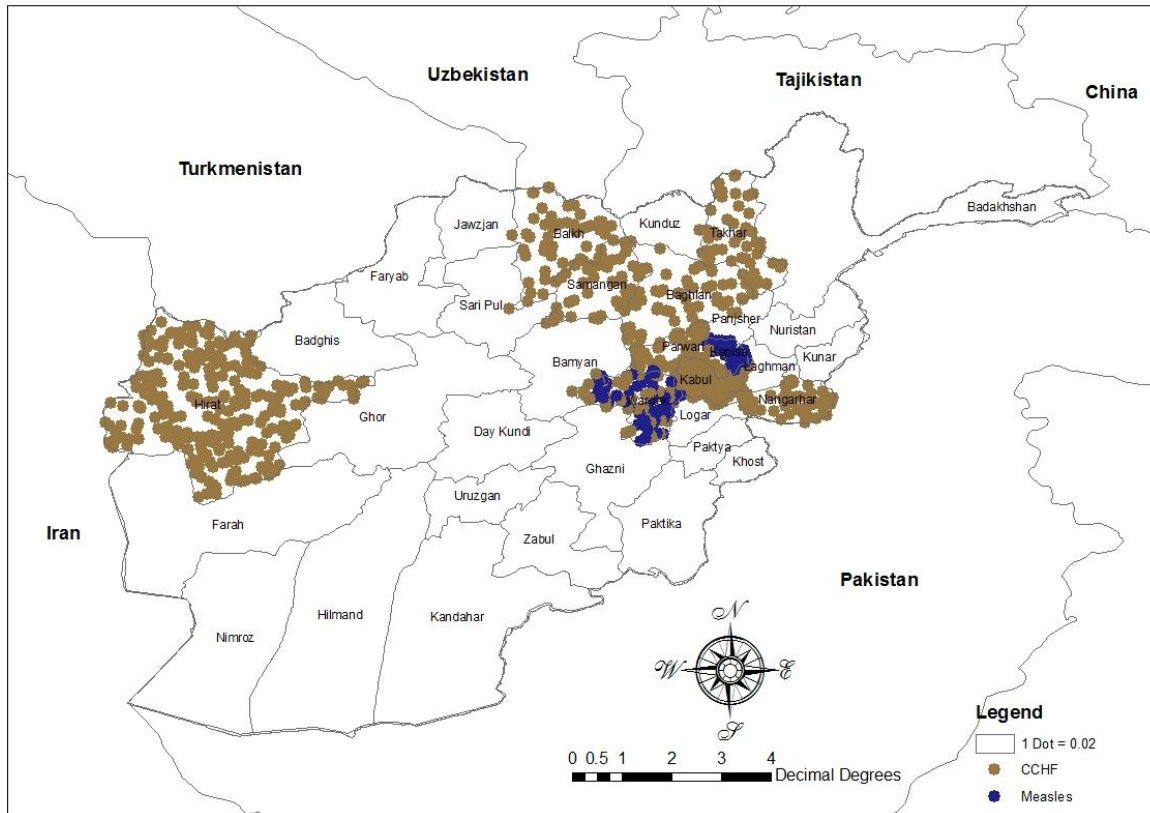 Uzbekistan
Tajikistan
China
Turkmenistan
Badakhshan
Jawzjan
Kunduz
Balkh
Takhar
Faryab
Samangan
Baghlan
Sari Pul
Panjsher
Nuristan
Badghis
Parwan
Kapisa
Kunar
Bamyan
Laghman
Kabul
Nangarhar
Hirat
Wardak
Ghor
Logar
Day Kundi
Paktya
Ghazni
Khost
Uruzgan
Iran
Farah
Zabul
Paktika
Pakistan
Hilmand
Kandahar
Nimroz
N
W E
S
Legend
1 Dot = 0.02
CCHF
Measles
0 0.5 1 2 3 4
Decimal Degrees